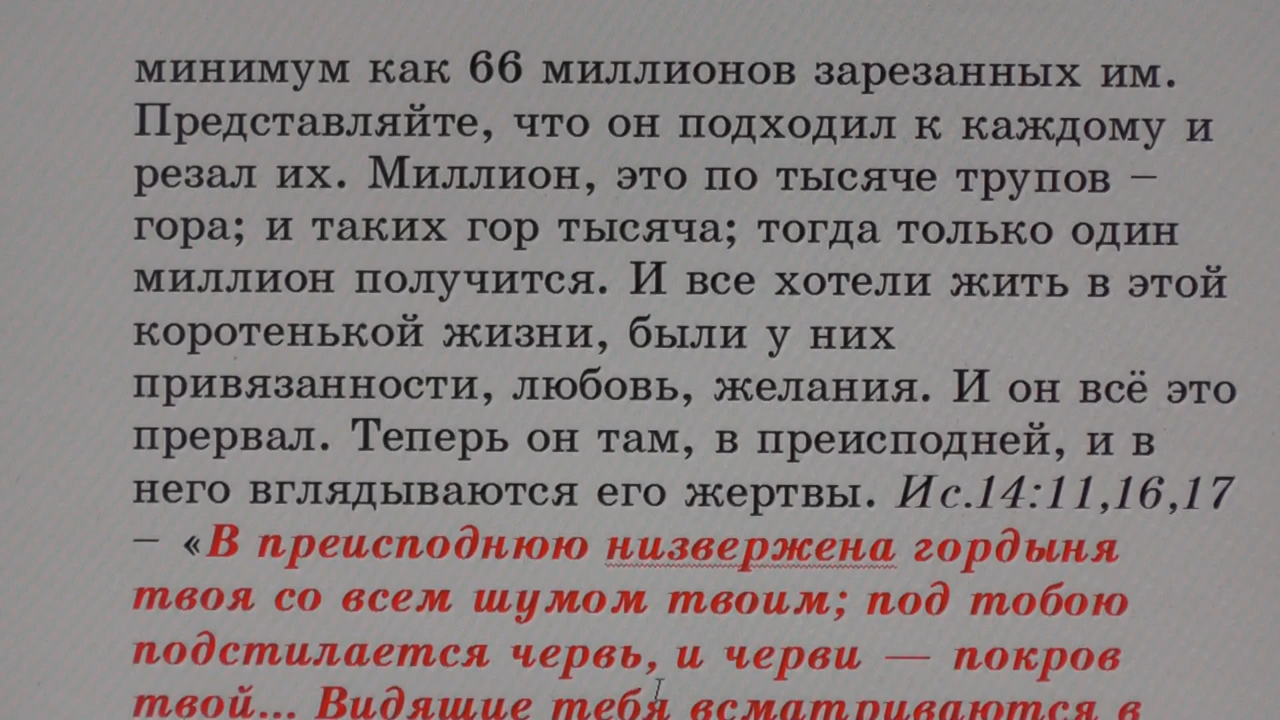 минимум как 66 миллионов зарезанных им.
Представляйте, что он подходил к каждому и
резал их. Миллион, это по тысяче трупов –
гора; и таких гор тысяча; тогда только один
миллион получится. И все хотели жить в этой
коротенькой жизни, были у них
привязанности, любовь, желания. И он всё это
прервал. Теперь он там, в преисподней, и в
него вглядываются его жертвы. Ис.14:11,16,17
– «В преисподнюю низвержена гордыня
твоя со всем шумом твоим; под тобою
подстилается червь, и черви — покров
твой... Видящие тебя всматриваются в